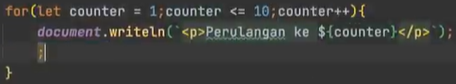 for(let counter = 1;counter <= 10;counter++){
document.writeln(`<p>Perulangan ke ${counter}</p>`);
;
}